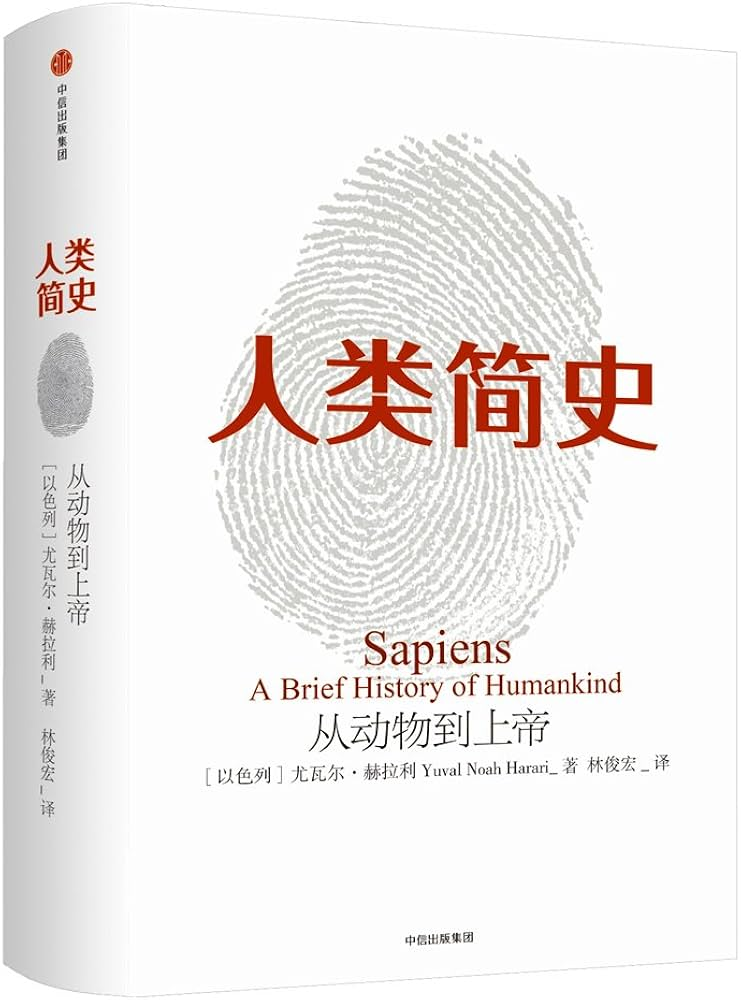 中信出版集团
人类
简史
从动物到上帝
[以色列]尤瓦尔·赫拉利_著 林俊宏_译
人类简史
Sapiens
A Brief History of Humankind
从动物到上帝
[以色列]尤瓦尔·赫拉利 Yuval Noah Harari_著 林俊宏_译
中信出版集团